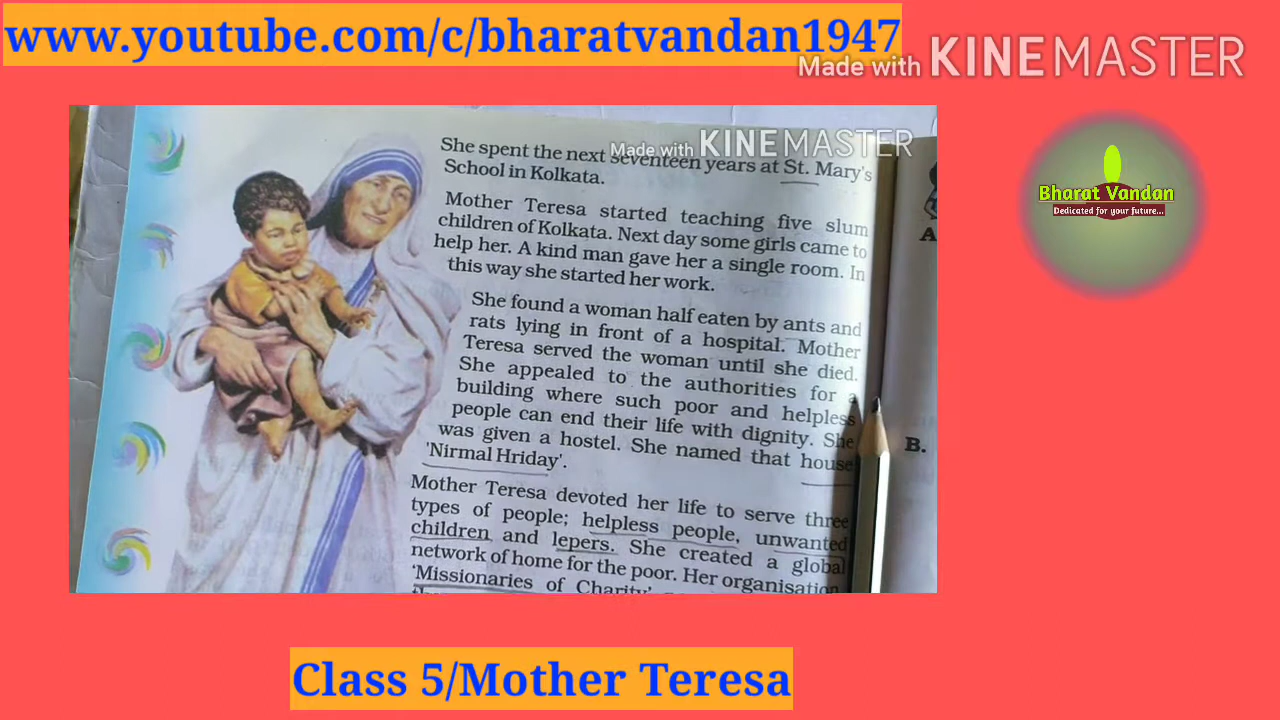 www.youtube.com/c/bharatvandan1947
Made with KINEMASTER
Bharat Vandan
Dedicated for your future...
Made with KINEMASTER
She spent the next seventeen years at St. Mary's
School in Kolkata.
Mother Teresa started teaching five slum
children of Kolkata. Next day some girls came to
help her. A kind man gave her a single room. In
this way she started her work.
She found a woman half eaten by ants and
rats lying in front of a hospital. Mother
Teresa served the woman until she died.
She appealed to the authorities for a
building where such poor and helpless
people can end their life with dignity. She
was given a hostel. She named that house
'Nirmal Hriday'.
Mother Teresa devoted her life to serve three
types of people; helpless people, unwanted
children and lepers. She created a global
network of home for the poor. Her organisation
'Missionaries of Charity'
A
B.
Class 5/Mother Teresa